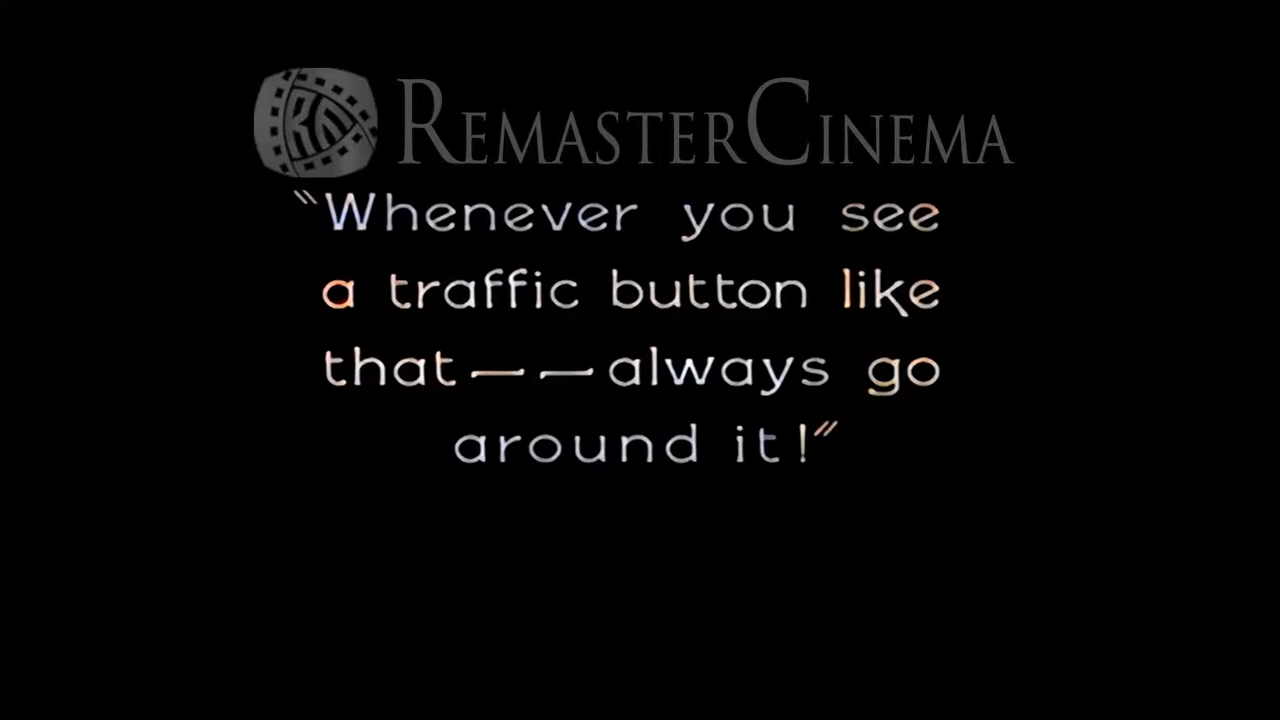 REMASTERCINEMA
"Whenever you see
a traffic button like
that——always go
around it!"